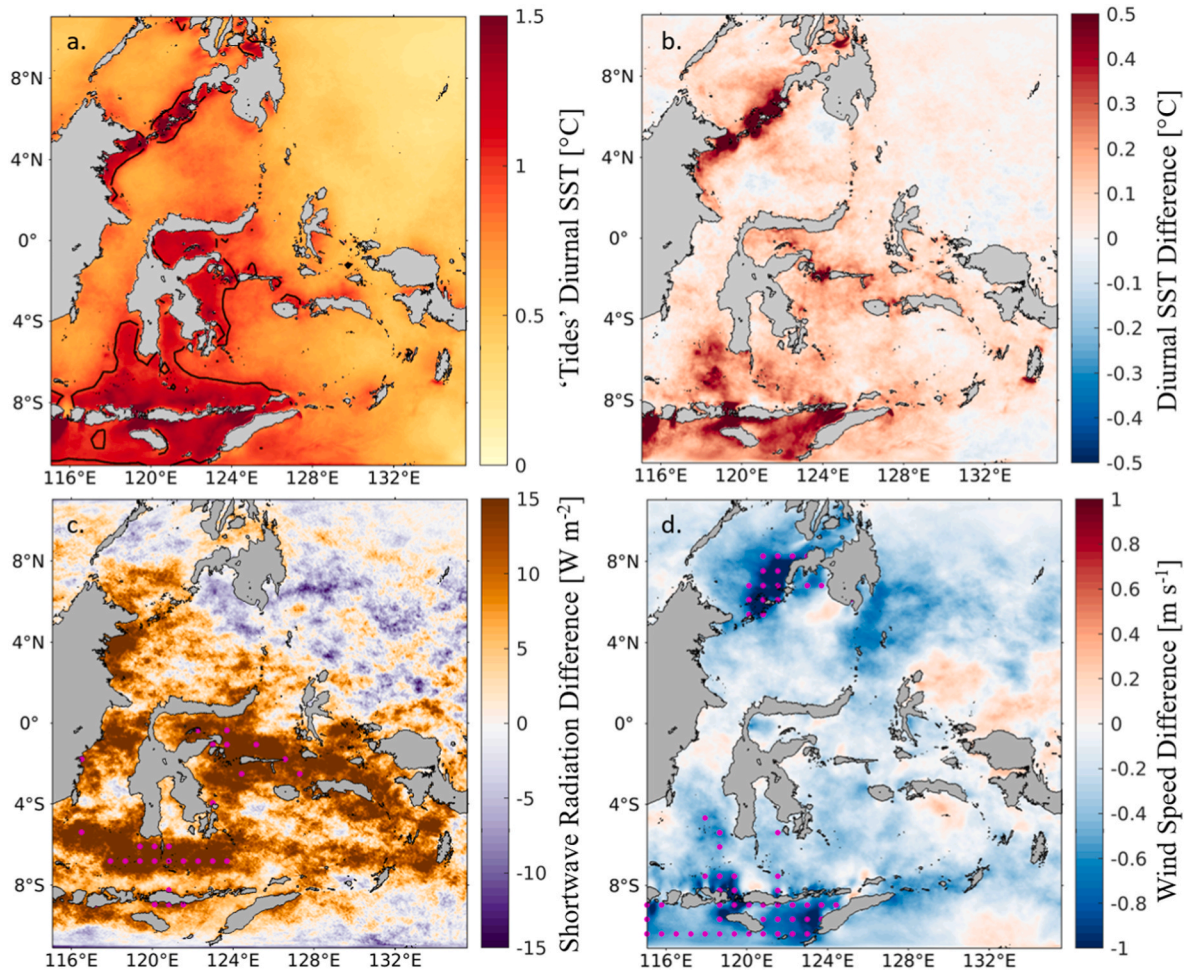 a.
8°N
4°N
0°
4°S
8°S
116°E 120°E 124°E 128°E 132°E
1.5
1
0.5
0
'Tides' Diurnal SST [°C]
b.
8°N
4°N
0°
4°S
8°S
116°E 120°E 124°E 128°E 132°E
0.5
0.4
0.3
0.2
0.1
0
-0.1
-0.2
-0.3
-0.4
-0.5
Diurnal SST Difference [°C]
c.
8°N
4°N
0°
4°S
8°S
116°E 120°E 124°E 128°E 132°E
15
10
5
0
-5
-10
-15
Shortwave Radiation Difference [W m⁻²]
d.
8°N
4°N
0°
4°S
8°S
116°E 120°E 124°E 128°E 132°E
1
0.8
0.6
0.4
0.2
0
-0.2
-0.4
-0.6
-0.8
-1
Wind Speed Difference [m s⁻¹]